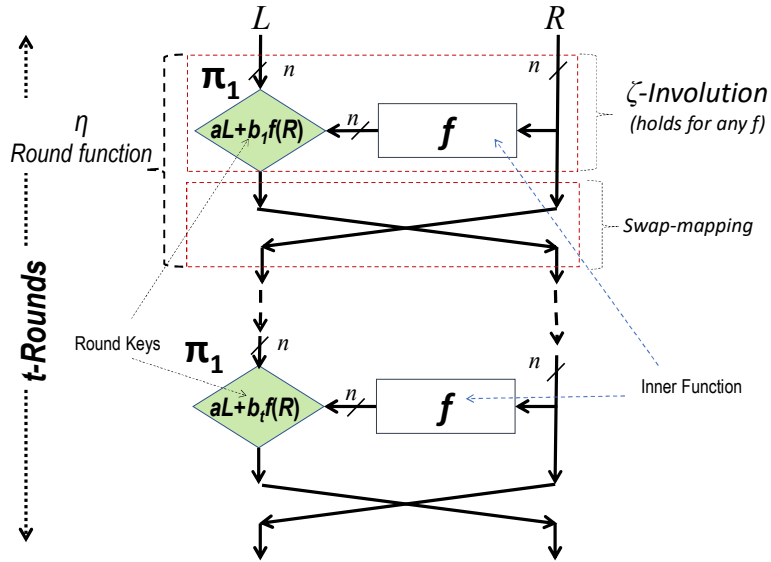 L R
n n
π₁
ζ-Involution
(holds for any f)
η
Round function
aL+b₁f(R)
n
f
Swap-mapping
t-Rounds
Round Keys
π₁
n
n
aL+bₜf(R)
n
f
Inner Function